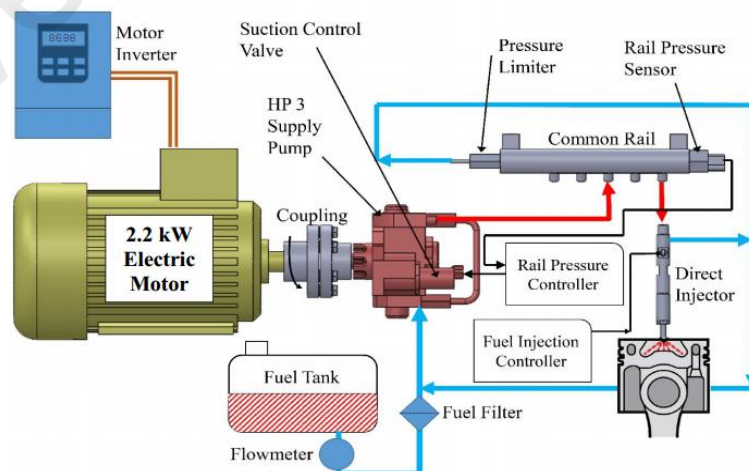 Motor
Inverter
Suction Control
Valve
HP 3
Supply
Pump
Pressure
Limiter
Rail Pressure
Sensor
Common Rail
Coupling
2.2 kW
Electric
Motor
Rail Pressure
Controller
Direct
Injector
Fuel Injection
Controller
Fuel Tank
Fuel Filter
Flowmeter